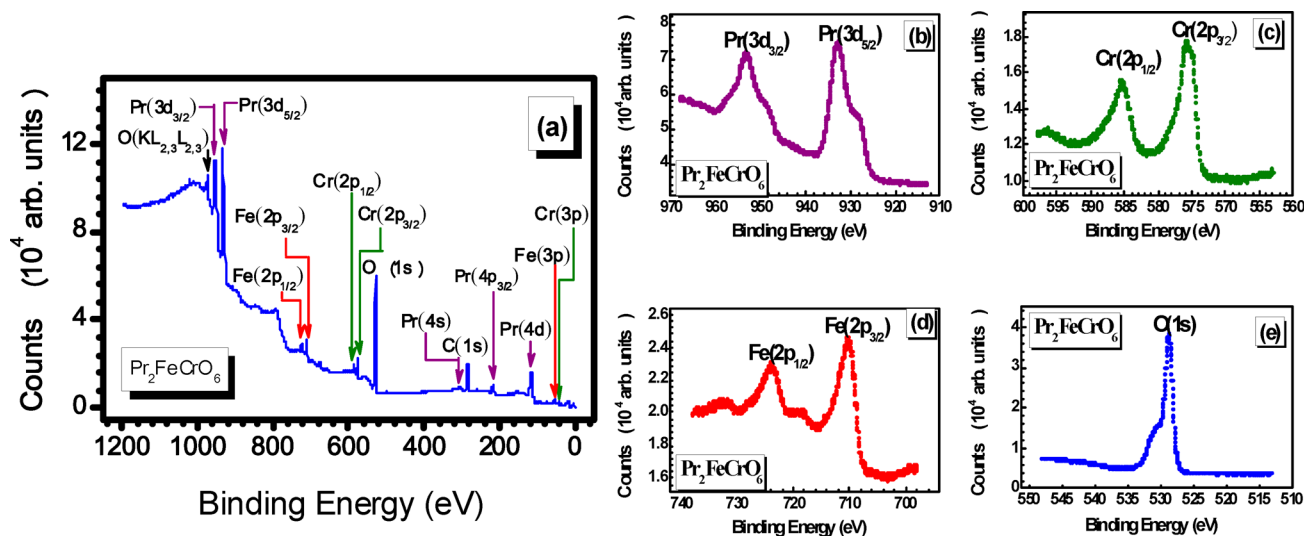 (a)
Pr(3d3/2)
Pr(3d5/2)
O(KL2,3L2,3)
Fe(2p3/2)
Fe(2p1/2)
Cr(2p1/2)
Cr(2p3/2)
O (1s)
Cr(3p)
Fe(3p)
Pr(4p3/2)
Pr(4s)
C(1s)
Pr(4d)
Pr2FeCrO6
12
8
4
0
Counts (10^4 arb. units)
1200 1000 800 600 400 200 0
Binding Energy (eV)
(b)
Pr(3d3/2)
Pr(3d5/2)
8
7
6
5
4
3
Counts (10^4 arb. units)
Pr2FeCrO6
970 960 950 940 930 920 910
Binding Energy (eV)
(c)
Cr(2p3/2)
Cr(2p1/2)
1.8
1.6
1.4
1.2
1.0
Counts (10^4 arb. units)
Pr2FeCrO6
600 595 585 575 565 560
Binding Energy (eV)
(d)
Fe(2p3/2)
Fe(2p1/2)
2.6
2.4
2.2
2.0
1.8
1.6
Counts (10^4 arb. units)
Pr2FeCrO6
740 730 720 710 700
Binding Energy (eV)
(e)
Pr2FeCrO6
O(1s)
4
3
2
1
0
Counts (10^4 arb. units)
550 545 540 535 530 525 520 515 510
Binding Energy (eV)